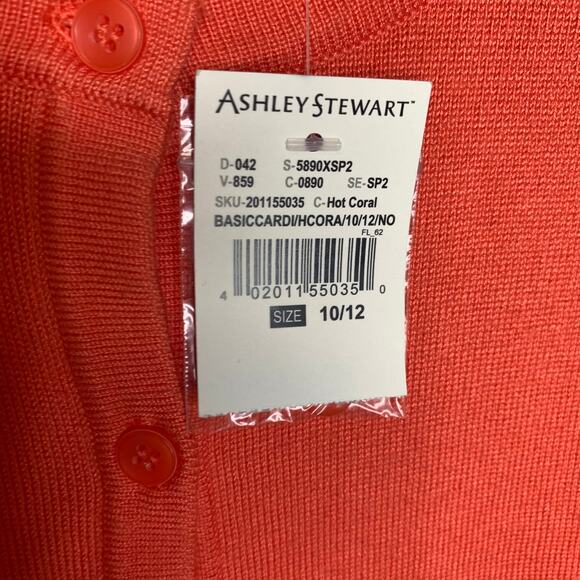 ASHLEY STEWART™
D-042 S-5890XSP2
V-859 C-0890 SE-SP2
SKU-201155035 C-Hot Coral
BASICCARDI/HCORA/10/12/NO
FL_62
4 02011 55035 0
SIZE 10/12